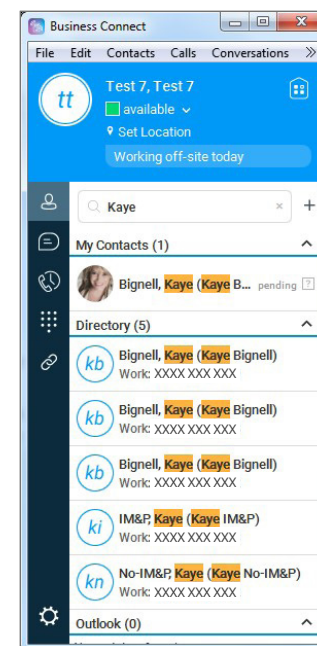 Business Connect
File Edit Contacts Calls Conversations »
tt
Test 7, Test 7
available
Set Location
Working off-site today
Kaye × +
My Contacts (1)
Bignell, Kaye (Kaye B... pending ?
Directory (5)
kb
Bignell, Kaye (Kaye Bignell)
Work: XXXX XXX XXX
kb
Bignell, Kaye (Kaye Bignell)
Work: XXXX XXX XXX
kb
Bignell, Kaye (Kaye Bignell)
Work: XXXX XXX XXX
ki
IM&P, Kaye (Kaye IM&P)
Work: XXXX XXX XXX
kn
No-IM&P, Kaye (Kaye No-IM&P)
Work: XXXX XXX XXX
Outlook (0)